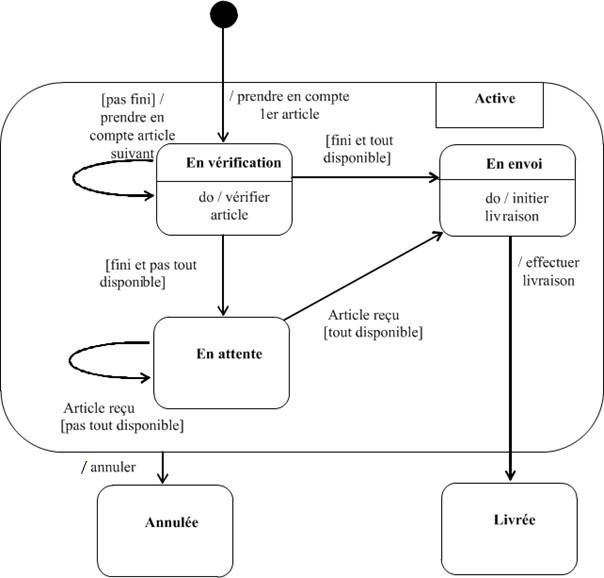 [pas fini] /
prendre en
compte article
suivant
/ prendre en compte
1er article
Active
En vérification
do / vérifier
article
[fini et tout
disponible]
En envoi
do / initier
livraison
[fini et pas tout
disponible]
/ effectuer
livraison
En attente
Article reçu
[tout disponible]
Article reçu
[pas tout disponible]
/ annuler
Annulée
Livrée